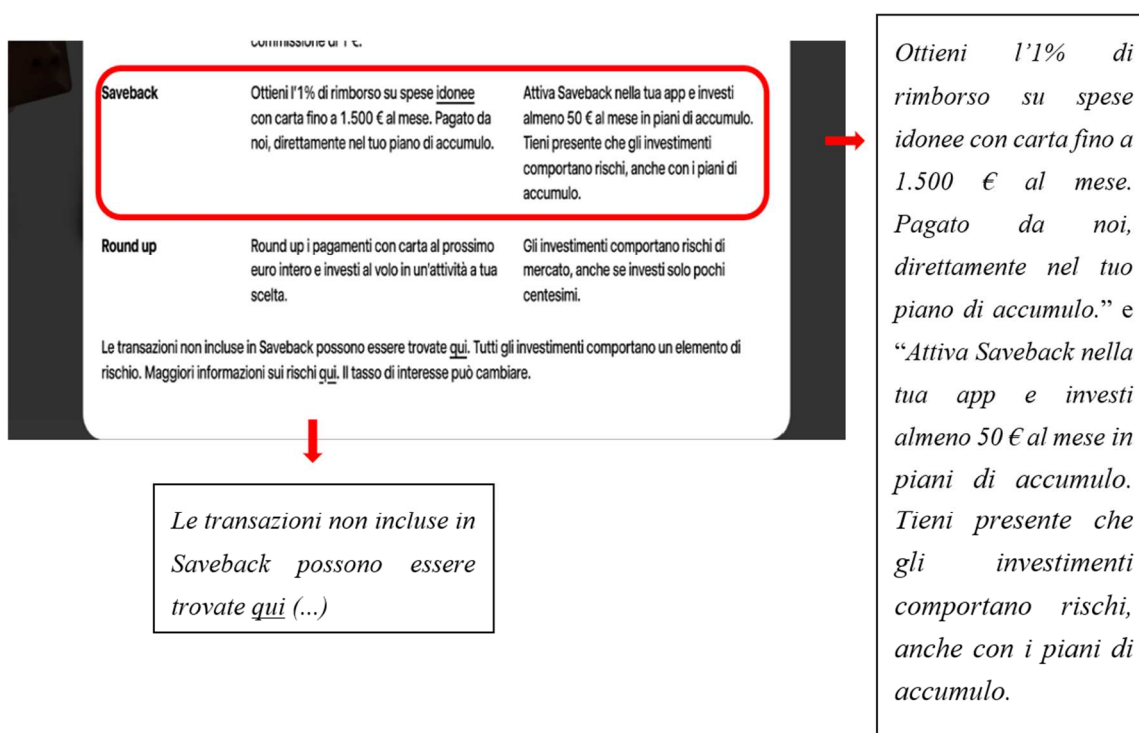 commissione di 1 €.
Saveback
Ottieni l'1% di rimborso su spese idonee
con carta fino a 1.500 € al mese. Pagato da
noi, direttamente nel tuo piano di accumulo.
Attiva Saveback nella tua app e investi
almeno 50 € al mese in piani di accumulo.
Tieni presente che gli investimenti
comportano rischi, anche con i piani di
accumulo.
Round up
Round up i pagamenti con carta al prossimo
euro intero e investi al volo in un'attività a tua
scelta.
Gli investimenti comportano rischi di
mercato, anche se investi solo pochi
centesimi.
Le transazioni non incluse in Saveback possono essere trovate qui. Tutti gli investimenti comportano un elemento di
rischio. Maggiori informazioni sui rischi qui. Il tasso di interesse può cambiare.
Le transazioni non incluse in
Saveback possono essere
trovate qui (...)
Ottieni l’1% di
rimborso su spese
idonee con carta fino a
1.500 € al mese.
Pagato da noi,
direttamente nel tuo
piano di accumulo.” e
“Attiva Saveback nella
tua app e investi
almeno 50 € al mese in
piani di accumulo.
Tieni presente che
gli investimenti
comportano rischi,
anche con i piani di
accumulo.